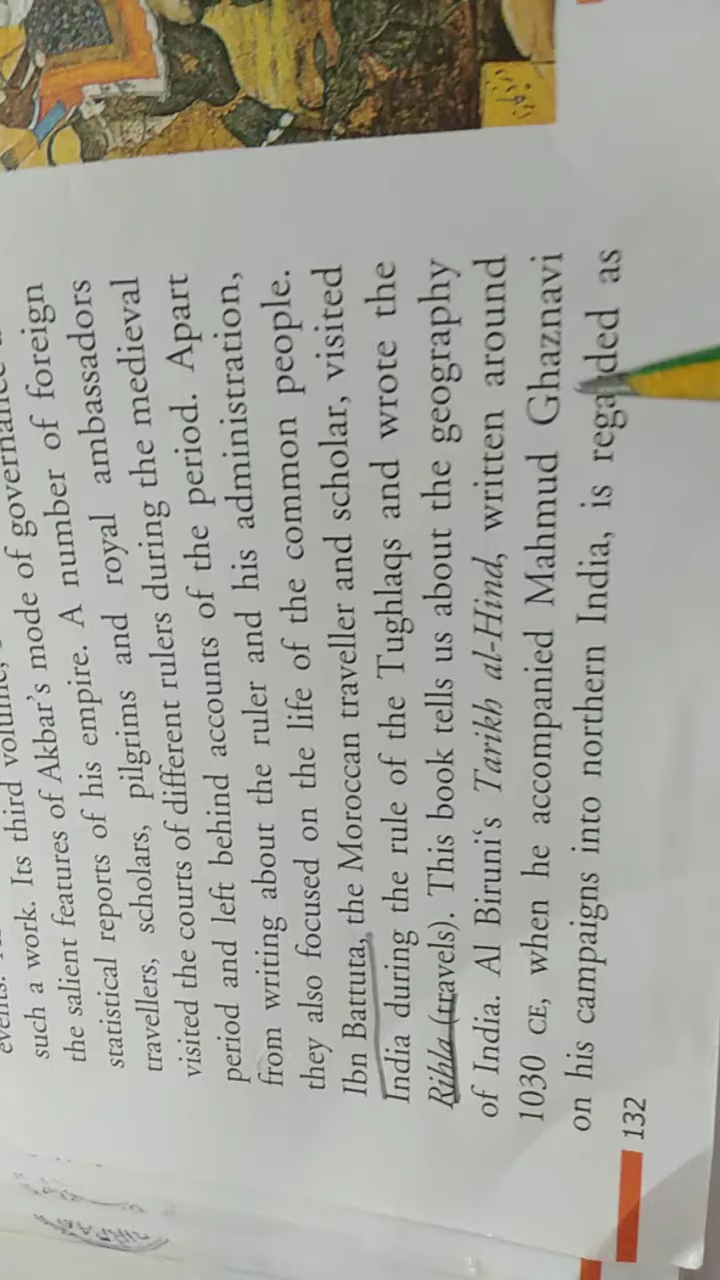 such a work. Its third volume,
the salient features of Akbar's mode of governance
statistical reports of his empire. A number of foreign
travellers, scholars, pilgrims and royal ambassadors
visited the courts of different rulers during the medieval
period and left behind accounts of the period. Apart
from writing about the ruler and his administration,
they also focused on the life of the common people.
Ibn Battuta, the Moroccan traveller and scholar, visited
India during the rule of the Tughlaqs and wrote the
Rihla (travels). This book tells us about the geography
of India. Al Biruni‘s Tarikh al-Hind, written around
1030 CE, when he accompanied Mahmud Ghaznavi
on his campaigns into northern India, is regarded as
132